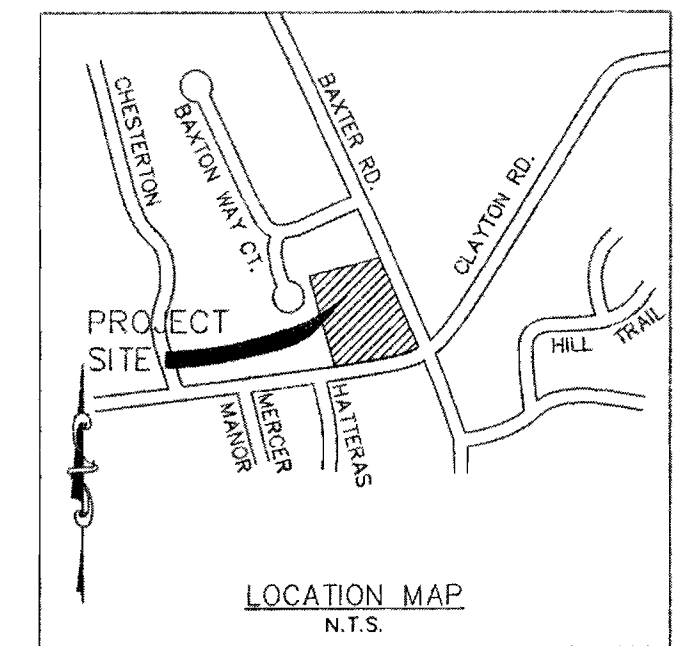 CHESTERTON
BAXTON WAY CT.
BAXTER RD.
CLAYTON RD.
PROJECT
SITE
HILL TRAIL
MANOR
MERCER
HATTERAS
LOCATION MAP
N.T.S.